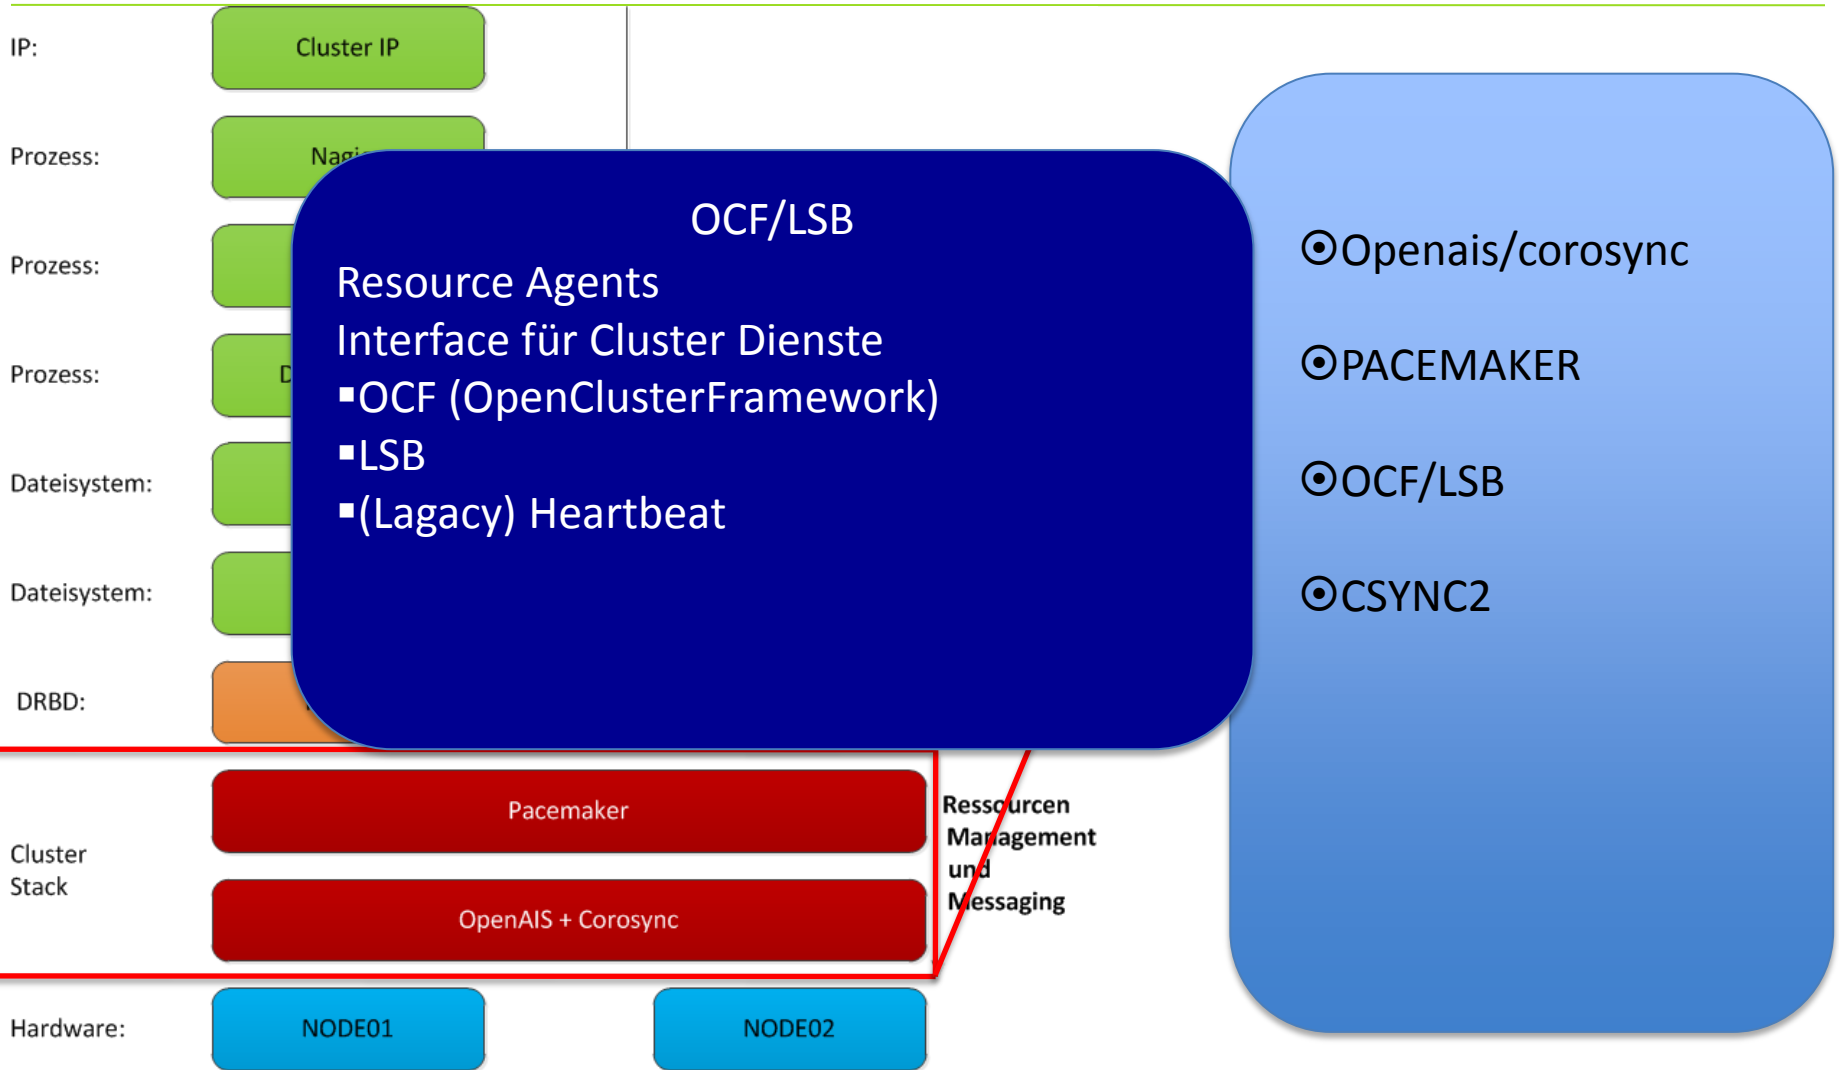 IP:
Cluster IP
Prozess:
Prozess:
Prozess:
Dateisystem:
Dateisystem:
DRBD:
Cluster
Stack
Pacemaker
OpenAIS + Corosync
Ressourcen
Management
und
Messaging
Hardware:
NODE01
NODE02
OCF/LSB
Resource Agents
Interface für Cluster Dienste
▪OCF (OpenClusterFramework)
▪LSB
▪(Lagacy) Heartbeat
⦿Openais/corosync
⦿PACEMAKER
⦿OCF/LSB
⦿CSYNC2